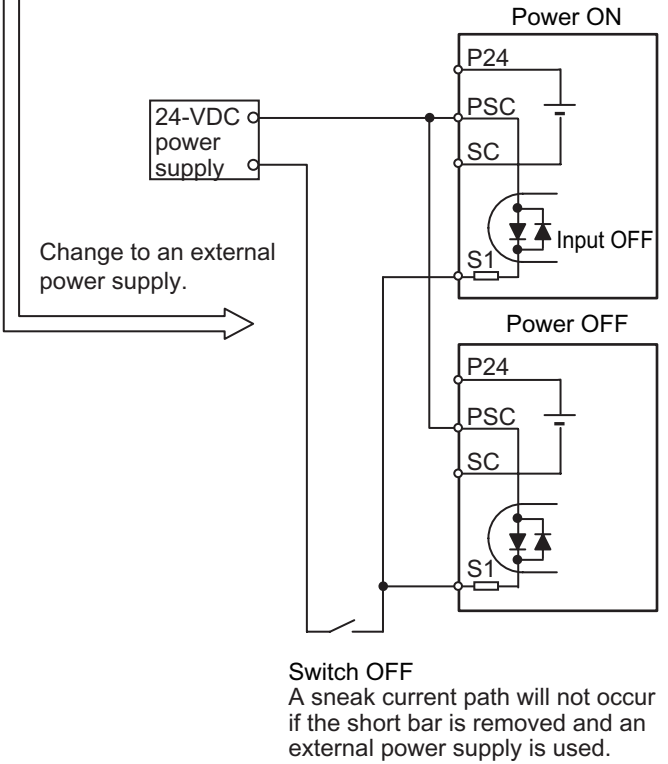 Power ON
P24
PSC
SC
24-VDC
power
supply
Input OFF
S1
Change to an external
power supply.
Power OFF
P24
PSC
SC
S1
Switch OFF
A sneak current path will not occur
if the short bar is removed and an
external power supply is used.